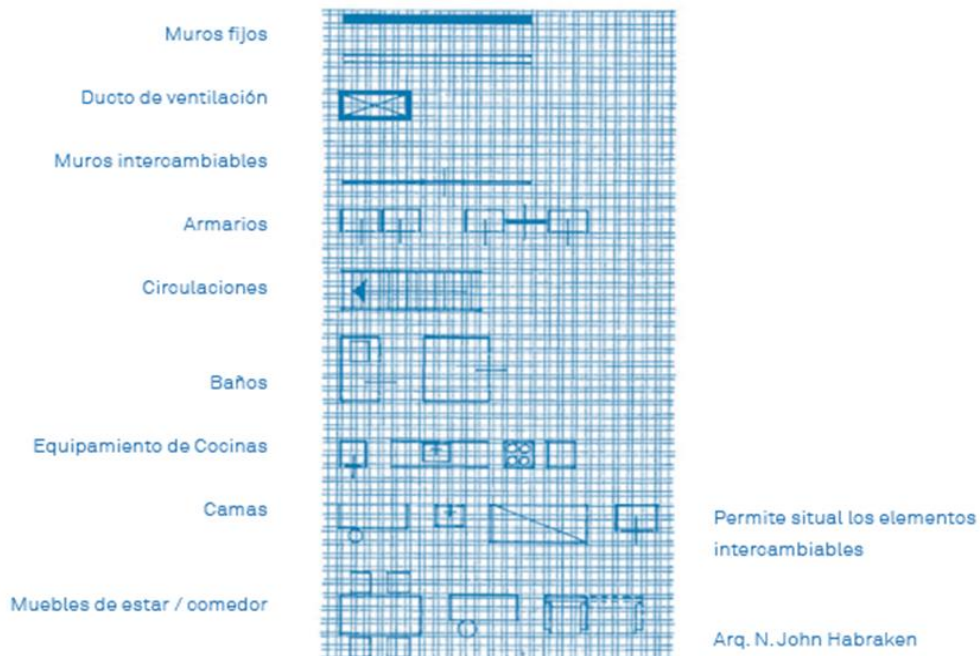 Muros fijos
Ducto de ventilación
Muros intercambiables
Armarios
Circulaciones
Baños
Equipamiento de Cocinas
Camas
Muebles de estar / comedor
Permite situal los elementos
intercambiables
Arq. N. John Habraken